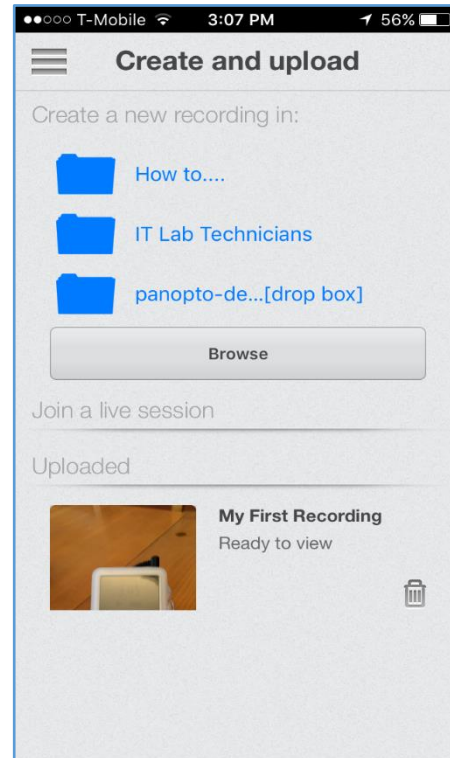 ●●○○○ T-Mobile 3:07 PM 56%
Create and upload
Create a new recording in:
How to....
IT Lab Technicians
panopto-de...[drop box]
Browse
Join a live session
Uploaded
My First Recording
Ready to view